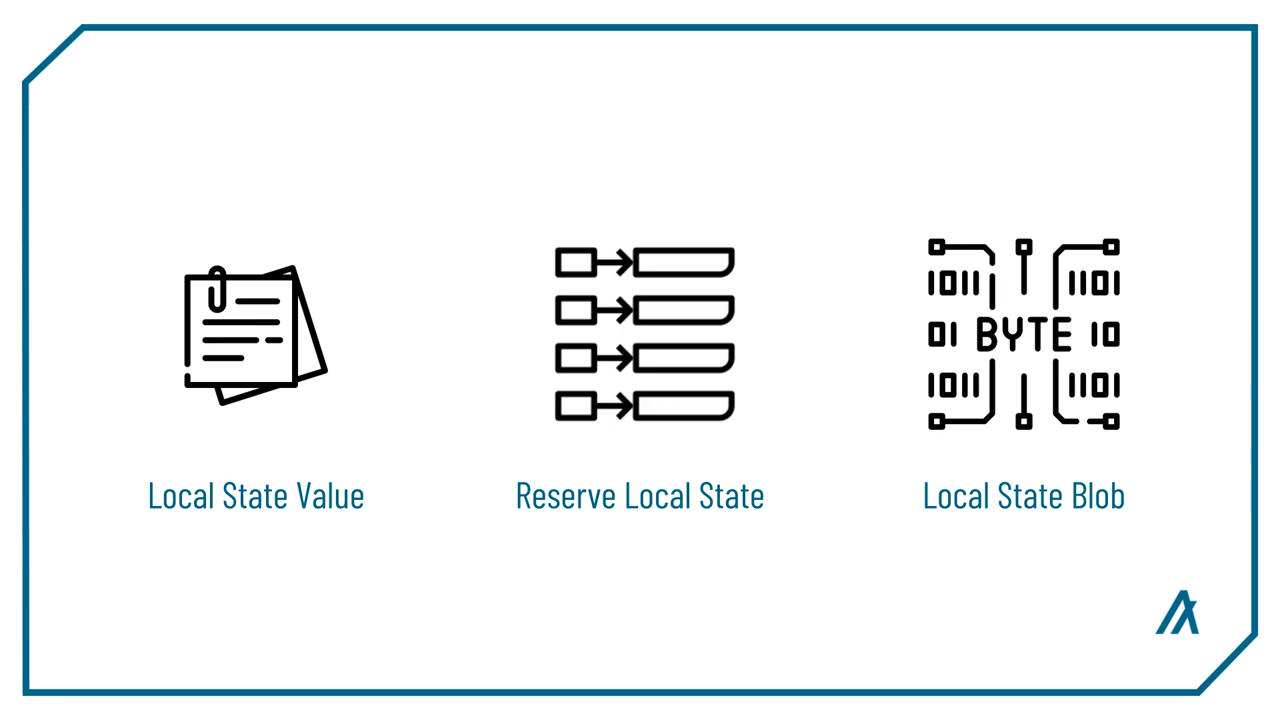 1011 1101
01 BYTE 10
1011 1101
Local State Value
Reserve Local State
Local State Blob